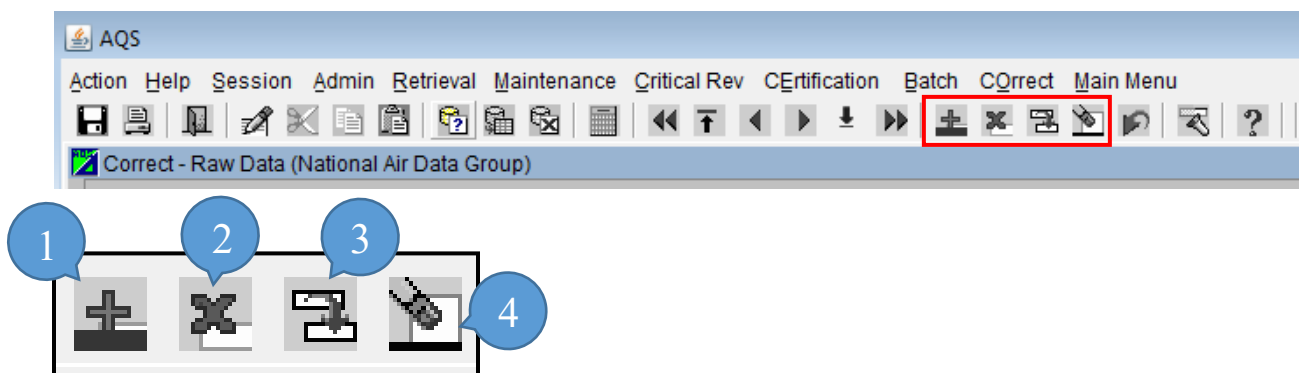 AQS
Action Help Session Admin Retrieval Maintenance Critical Rev CErtification Batch COrrect Main Menu
Correct - Raw Data (National Air Data Group)
1 2 3
4